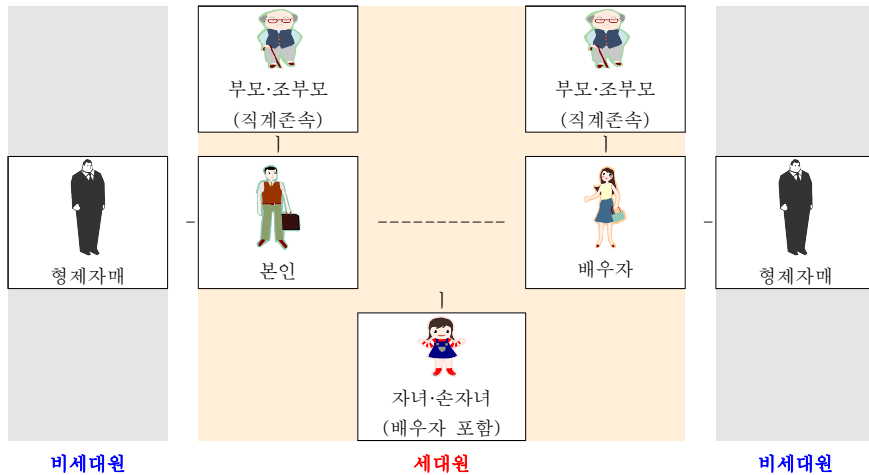 부모·조부모
(직계존속)
부모·조부모
(직계존속)
형제자매
본인
배우자
형제자매
자녀·손자녀
(배우자 포함)
비세대원
세대원
비세대원